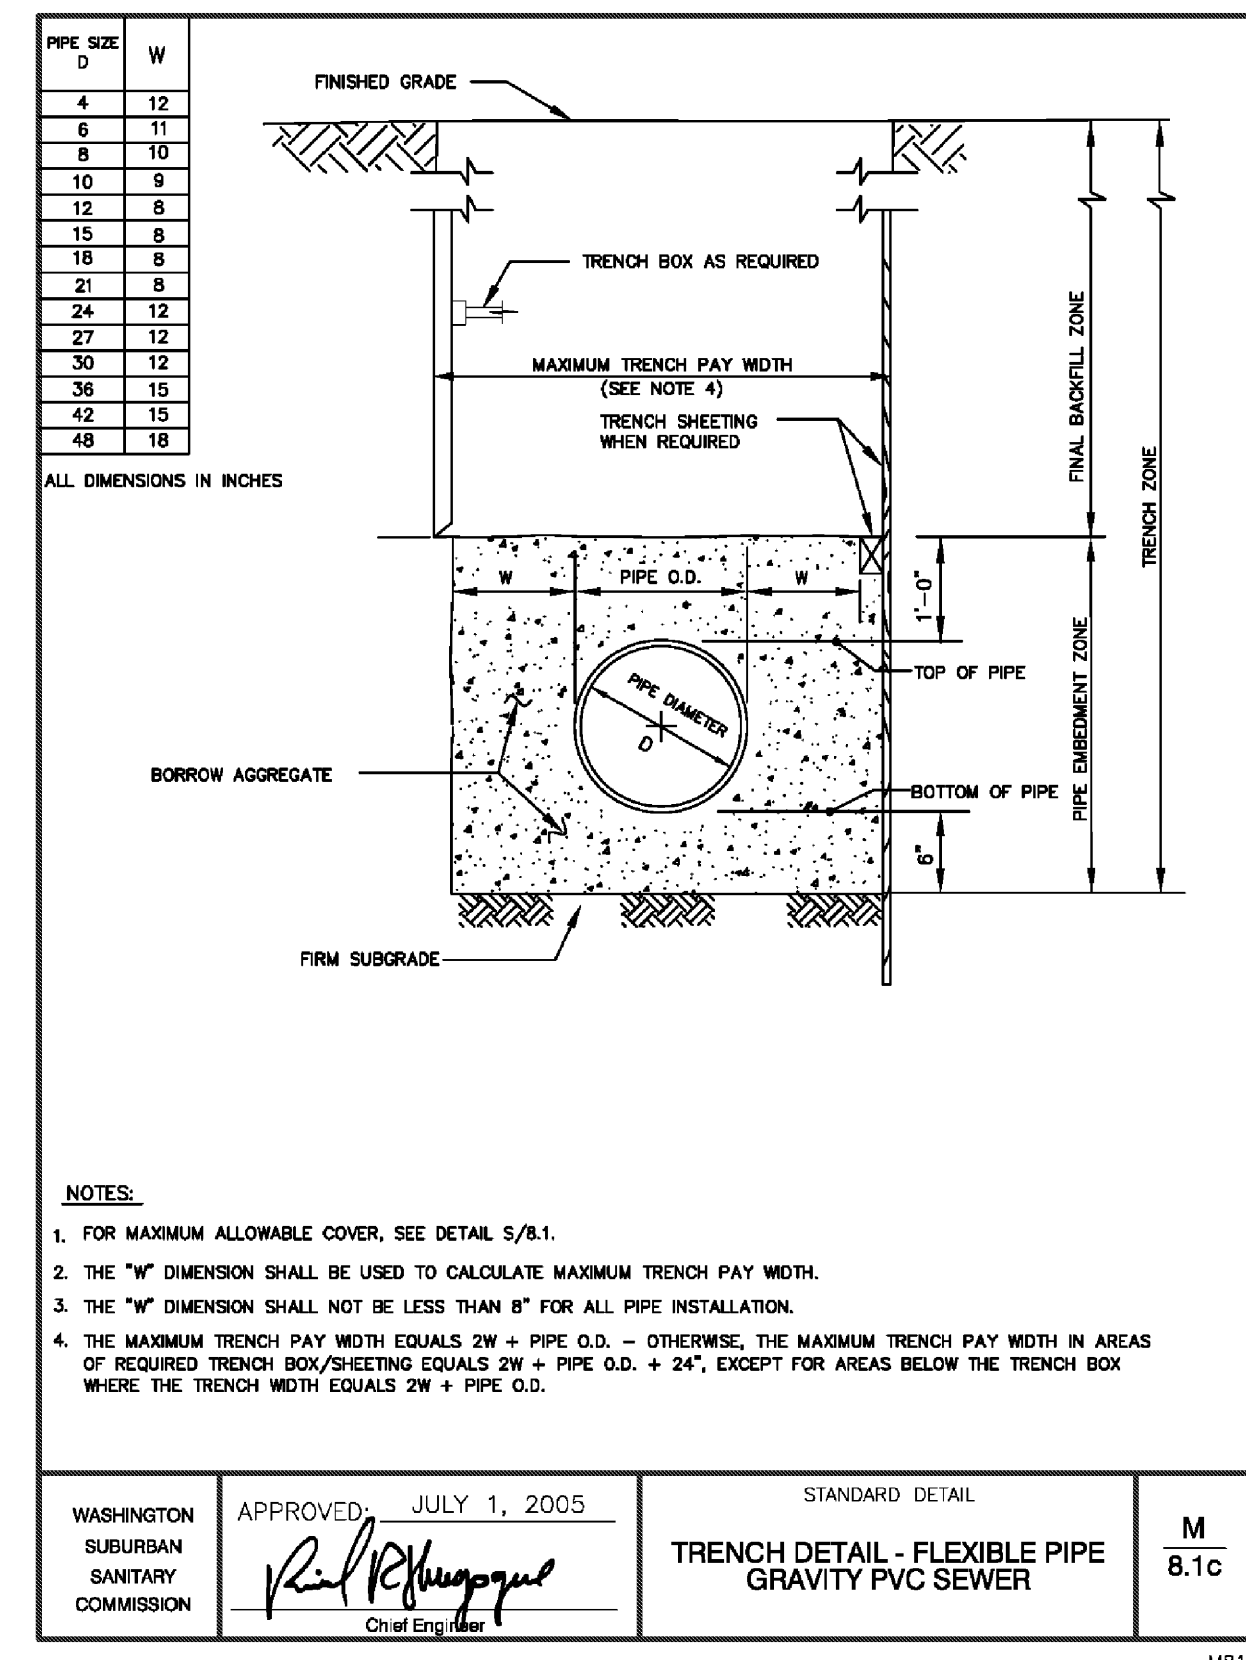 PIPE SIZE D W
4 12
6 11
8 10
10 9
12 8
15 8
18 8
21 8
24 12
27 12
30 12
36 15
42 15
48 18
ALL DIMENSIONS IN INCHES
FINISHED GRADE
TRENCH BOX AS REQUIRED
MAXIMUM TRENCH PAY WIDTH
(SEE NOTE 4)
TRENCH SHEETING
WHEN REQUIRED
FINAL BACKFILL ZONE
TRENCH ZONE
W PIPE O.D. W
1'-0"
TOP OF PIPE
PIPE EMBEDMENT ZONE
PIPE DIAMETER
D
BORROW AGGREGATE
BOTTOM OF PIPE
6"
FIRM SUBGRADE
NOTES:
1. FOR MAXIMUM ALLOWABLE COVER, SEE DETAIL S/8.1.
2. THE "W" DIMENSION SHALL BE USED TO CALCULATE MAXIMUM TRENCH PAY WIDTH.
3. THE "W" DIMENSION SHALL NOT BE LESS THAN 8" FOR ALL PIPE INSTALLATION.
4. THE MAXIMUM TRENCH PAY WIDTH EQUALS 2W + PIPE O.D. - OTHERWISE, THE MAXIMUM TRENCH PAY WIDTH IN AREAS
OF REQUIRED TRENCH BOX/SHEETING EQUALS 2W + PIPE O.D. + 24", EXCEPT FOR AREAS BELOW THE TRENCH BOX
WHERE THE TRENCH WIDTH EQUALS 2W + PIPE O.D.
WASHINGTON
SUBURBAN
SANITARY
COMMISSION
APPROVED: JULY 1, 2005
Chief Engineer
STANDARD DETAIL
TRENCH DETAIL - FLEXIBLE PIPE
GRAVITY PVC SEWER
M
8.1c